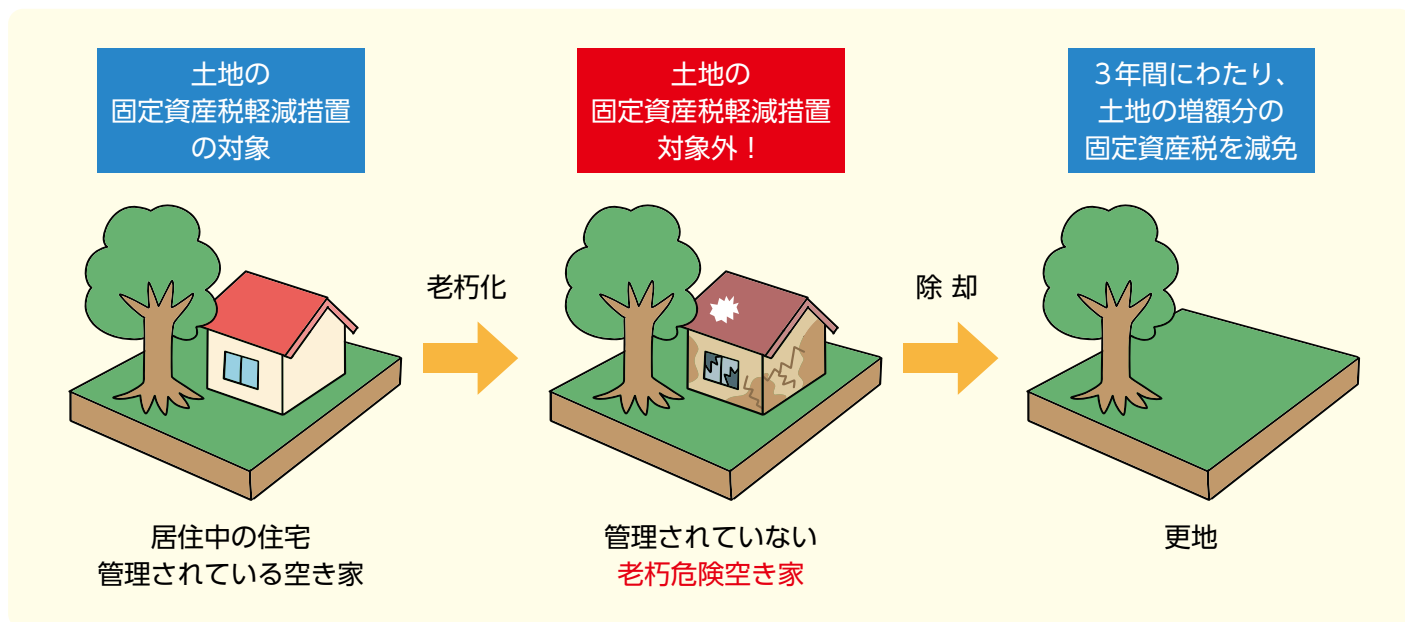 土地の
固定資産税軽減措置
の対象
土地の
固定資産税軽減措置
対象外！
３年間にわたり、
土地の増額分の
固定資産税を減免
老朽化
除却
居住中の住宅
管理されている空き家
管理されていない
老朽危険空き家
更地